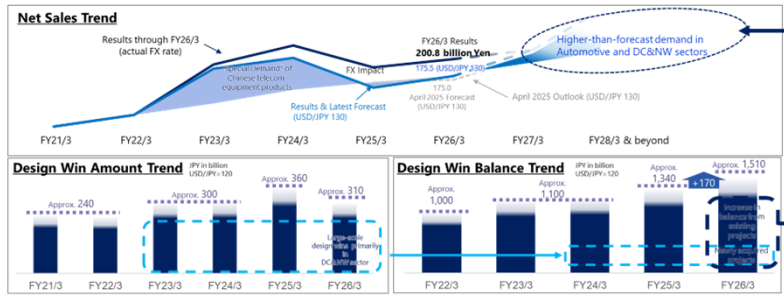 Net Sales Trend
Results through FY26/3
(actual FX rate)
FY26/3 Results
200.8 billion Yen
175.5 (USD/JPY 130)
Higher-than-forecast demand in
Automotive and DC&NW sectors
Special Demand* of
Chinese telecom
equipment products
FX Impact
175.0
April 2025 Forecast
(USD/JPY 130)
April 2025 Outlook (USD/JPY 130)
Results & Latest Forecast
(USD/JPY 130)
FY21/3
FY22/3
FY23/3
FY24/3
FY25/3
FY26/3
FY27/3
FY28/3 & beyond
Design Win Amount Trend
JPY in billion
USD/JPY=120
Approx. 240
Approx. 300
Approx.
360
Approx.
310
Large-scale
design wins primarily
in
DC&NW sector
FY21/3
FY22/3
FY23/3
FY24/3
FY25/3
FY26/3
Design Win Balance Trend
JPY in billion
USD/JPY=120
Approx.
1,000
Approx.
1,100
Approx.
1,340
+170
Approx.
1,510
Increase in
balance from
existing
projects
Newly acquired
projects
FY22/3
FY23/3
FY24/3
FY25/3
FY26/3